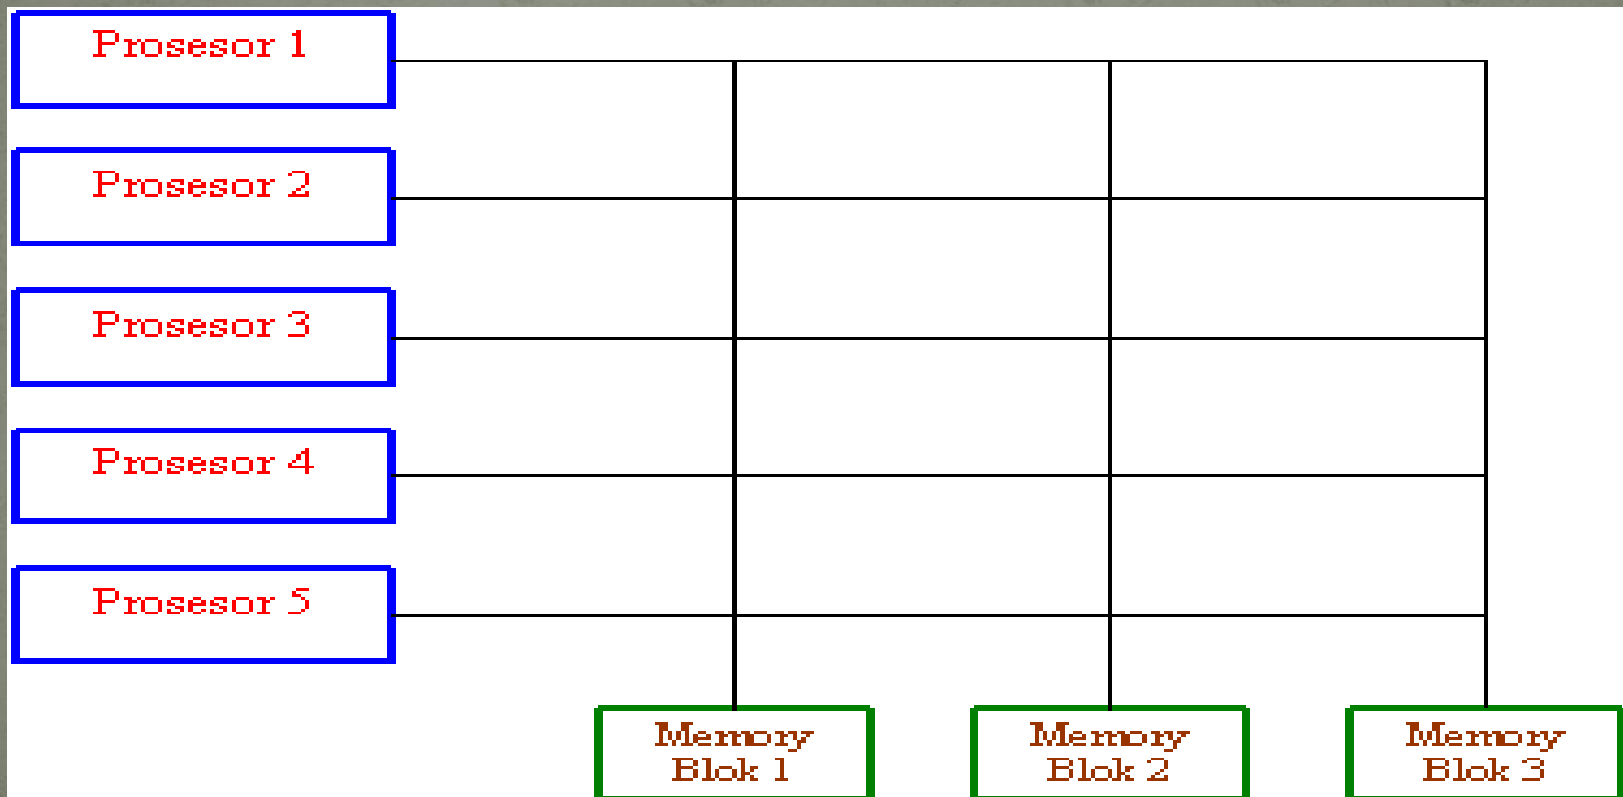 Prosesor 1
Prosesor 2
Prosesor 3
Prosesor 4
Prosesor 5
Memory
Blok 1
Memory
Blok 2
Memory
Blok 3